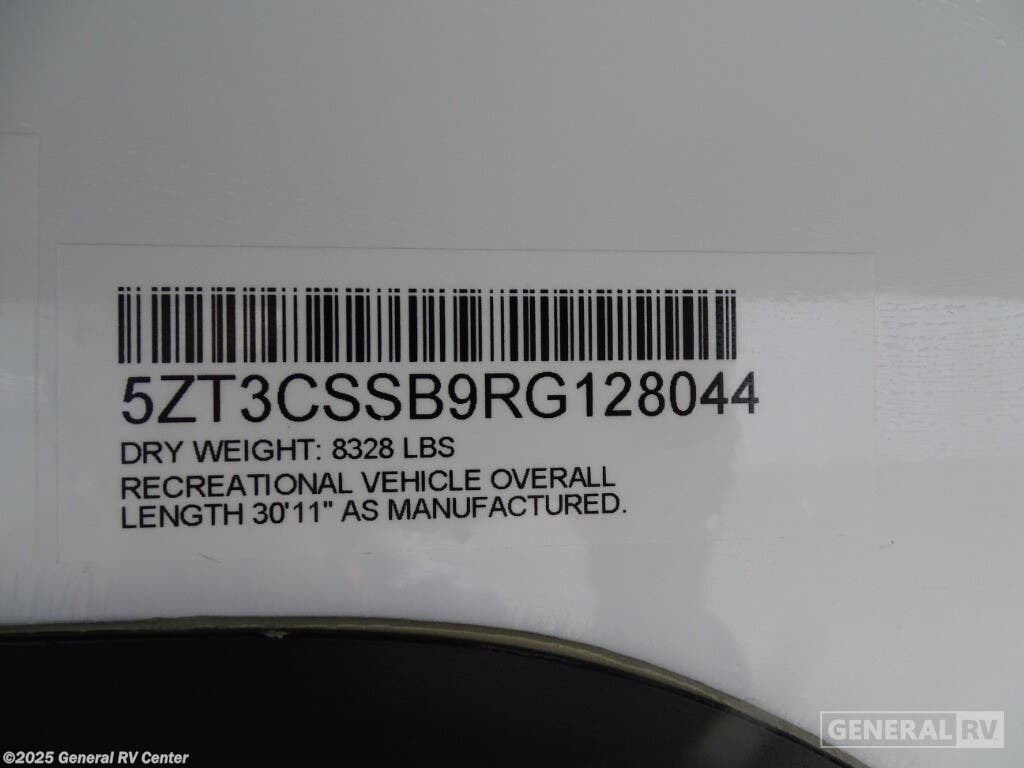 5ZT3CSSB9RG128044
DRY WEIGHT: 8328 LBS
RECREATIONAL VEHICLE OVERALL
LENGTH 30'11" AS MANUFACTURED.
GENERAL RV
©2025 General RV Center